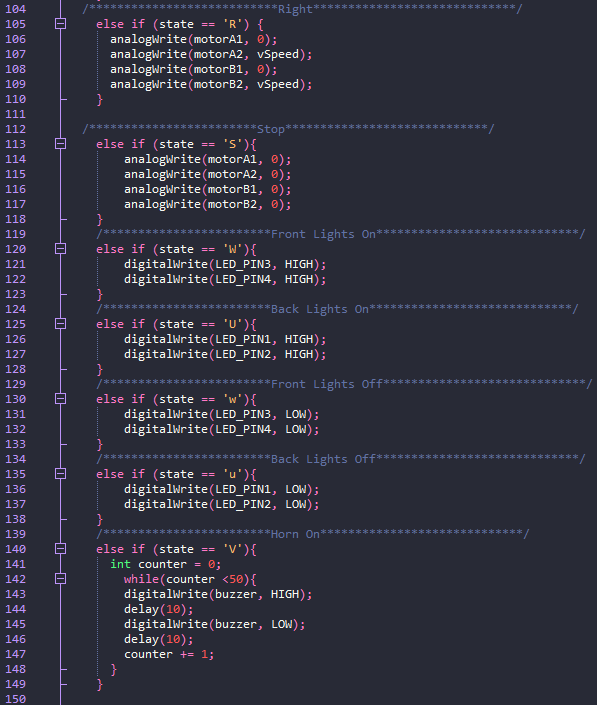 104 /***************************Right*****************************/
105 else if (state == 'R') {
106 analogWrite(motorA1, 0);
107 analogWrite(motorA2, vSpeed);
108 analogWrite(motorB1, 0);
109 analogWrite(motorB2, vSpeed);
110 }
111
112 /************************Stop*****************************/
113 else if (state == 'S'){
114 analogWrite(motorA1, 0);
115 analogWrite(motorA2, 0);
116 analogWrite(motorB1, 0);
117 analogWrite(motorB2, 0);
118 }
119 /************************Front Lights On*****************************/
120 else if (state == 'W'){
121 digitalWrite(LED_PIN3, HIGH);
122 digitalWrite(LED_PIN4, HIGH);
123 }
124 /************************Back Lights On*****************************/
125 else if (state == 'U'){
126 digitalWrite(LED_PIN1, HIGH);
127 digitalWrite(LED_PIN2, HIGH);
128 }
129 /************************Front Lights Off*****************************/
130 else if (state == 'w'){
131 digitalWrite(LED_PIN3, LOW);
132 digitalWrite(LED_PIN4, LOW);
133 }
134 /************************Back Lights Off*****************************/
135 else if (state == 'u'){
136 digitalWrite(LED_PIN1, LOW);
137 digitalWrite(LED_PIN2, LOW);
138 }
139 /************************Horn On*****************************/
140 else if (state == 'V'){
141 int counter = 0;
142 while(counter <50){
143 digitalWrite(buzzer, HIGH);
144 delay(10);
145 digitalWrite(buzzer, LOW);
146 delay(10);
147 counter += 1;
148 }
149 }
150